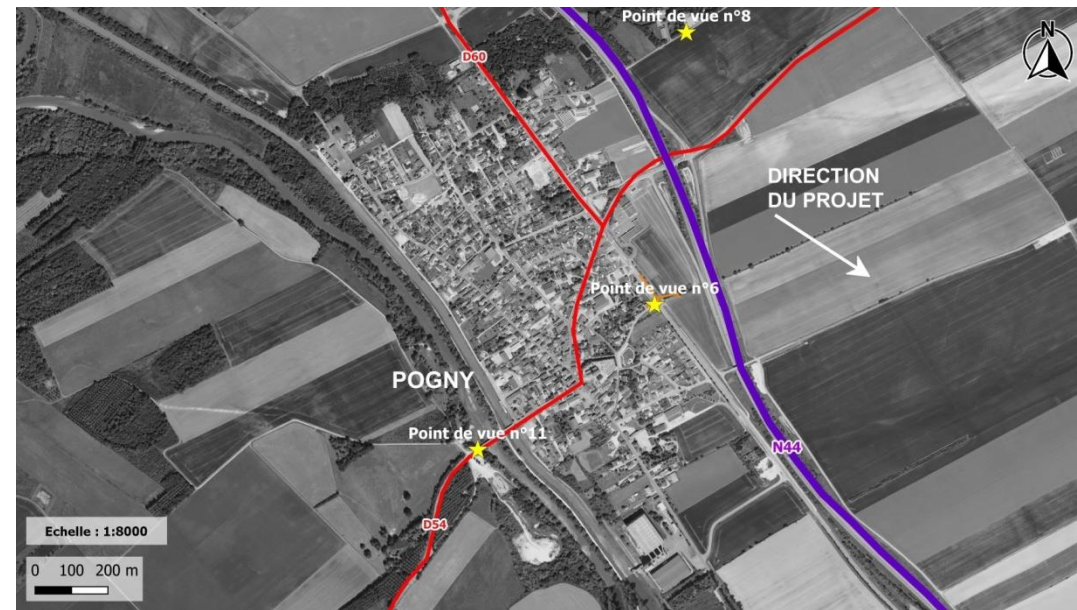 Point de vue n°8
N
D60
DIRECTION
DU PROJET
Point de vue n°6
POGNY
Point de vue n°11
N44
D54
Echelle : 1:8000
0 100 200 m